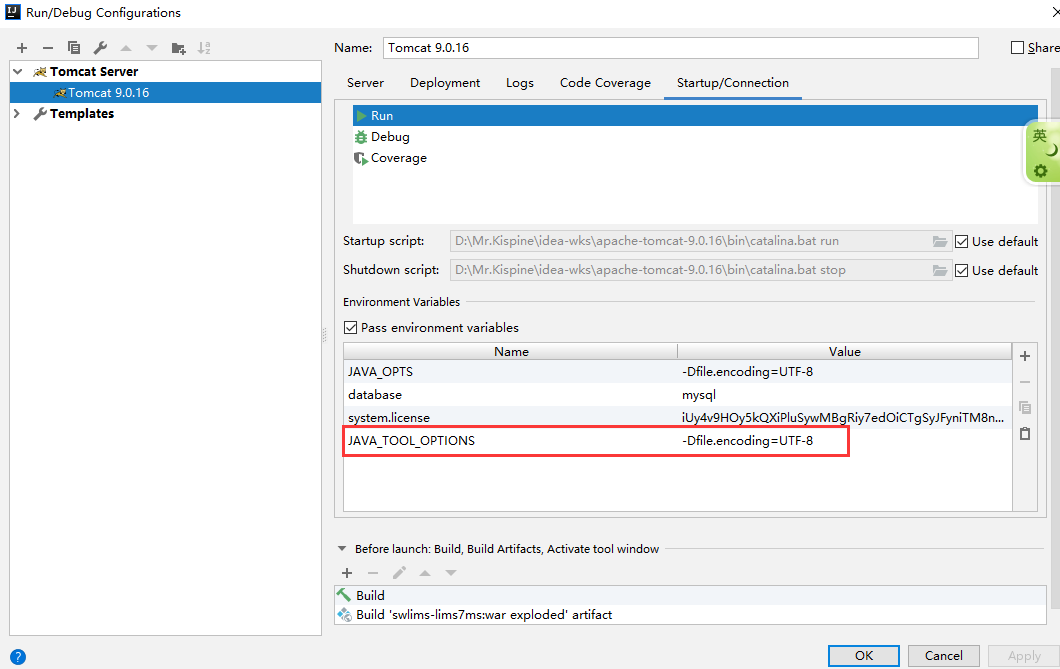 Run/Debug Configurations
Name: Tomcat 9.0.16 Share
Tomcat Server
Tomcat 9.0.16
Templates
Server Deployment Logs Code Coverage Startup/Connection
Run
Debug
Coverage
英
Startup script: D:\Mr.Kispine\idea-wks\apache-tomcat-9.0.16\bin\catalina.bat run Use default
Shutdown script: D:\Mr.Kispine\idea-wks\apache-tomcat-9.0.16\bin\catalina.bat stop Use default
Environment Variables
Pass environment variables
Name Value
JAVA_OPTS -Dfile.encoding=UTF-8
database mysql
system.license iUy4v9HOy5kQXiPluSywMBgRiy7edOiCTgSyJFyniTM8n...
JAVA_TOOL_OPTIONS -Dfile.encoding=UTF-8
Before launch: Build, Build Artifacts, Activate tool window
Build
Build 'swlims-lims7ms:war exploded' artifact
? OK Cancel Apply